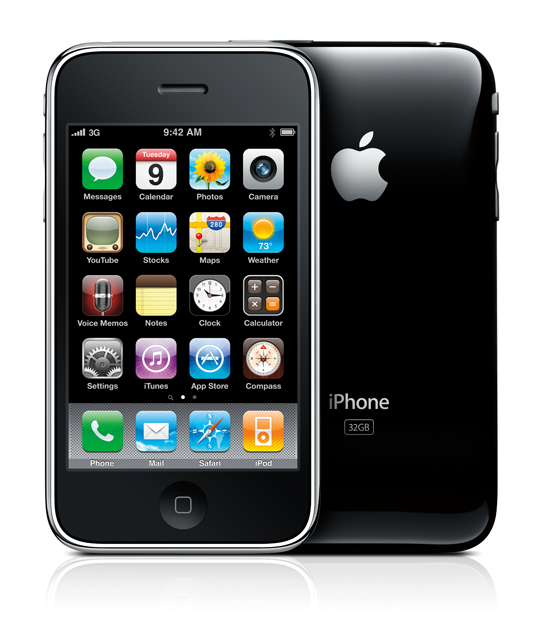 3G 9:42 AM
Tuesday
9
280
Messages Calendar Photos Camera
73°
YouTube Stocks Maps Weather
Voice Memos Notes Clock Calculator
Settings iTunes App Store Compass
Phone Mail Safari iPod
iPhone
32GB